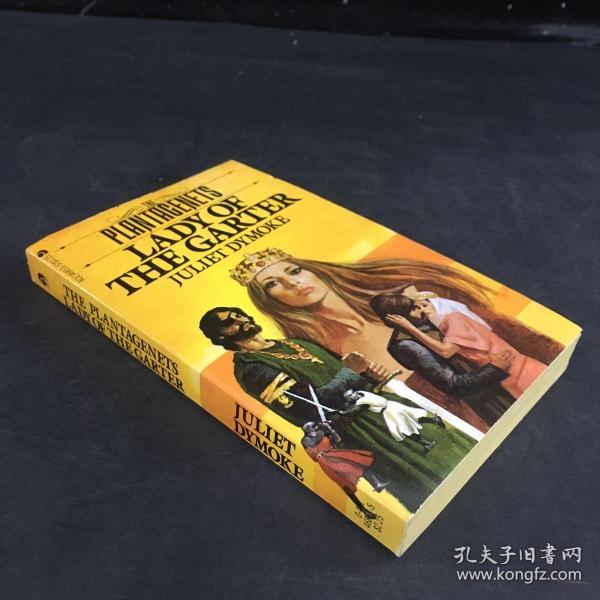 THE
PLANTAGENETS
LADY OF
THE GARTER
JULIET DYMOKE
THE PLANTAGENETS
LADY OF THE GARTER
JULIET
DYMOKE
孔夫子旧书网
www.kongfz.com